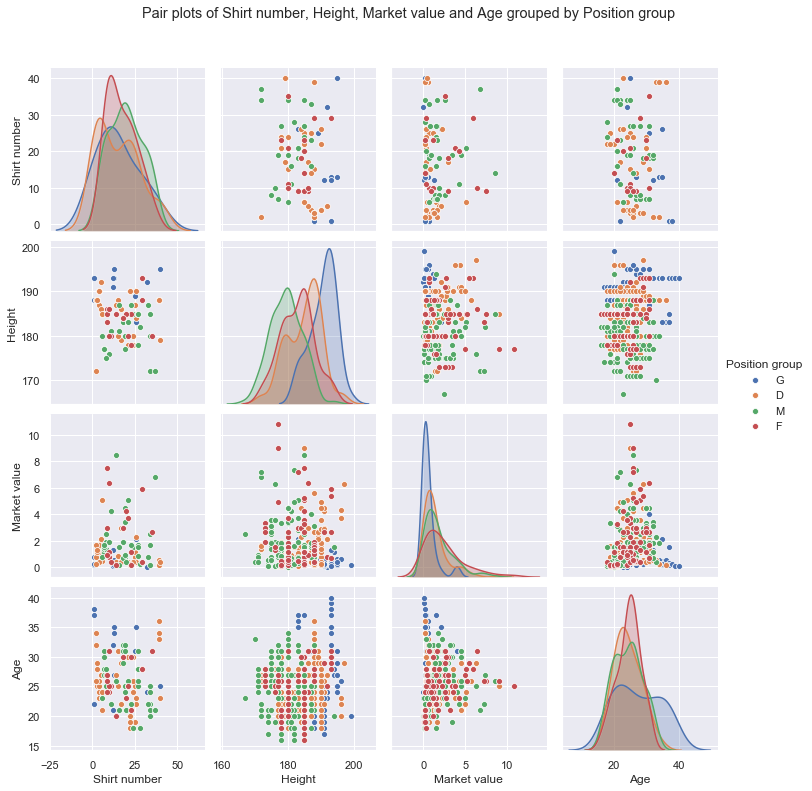 Pair plots of Shirt number, Height, Market value and Age grouped by Position group
Shirt number
40
30
20
10
0
Height
200
190
180
170
Position group
G
D
M
F
Market value
10
8
6
4
2
0
Age
40
35
30
25
20
15
−25 0 25 50
160 180 200
0 5 10
20 40
Shirt number Height Market value Age